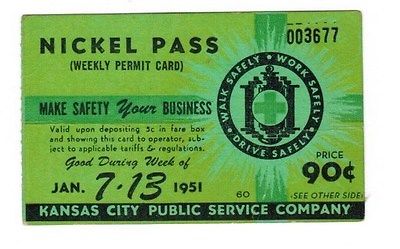 NICKEL PASS
003677
(WEEKLY PERMIT CARD)
MAKE SAFETY Your BUSINESS
Valid upon depositing 5c in fare box
and showing this card to operator, sub-
ject to applicable tariffs & regulations.
Good During Week of
JAN. 7-13 1951
WALK SAFELY • WORK SAFELY
DRIVE SAFELY
PRICE
90¢
60
(SEE OTHER SIDE)
KANSAS CITY PUBLIC SERVICE COMPANY